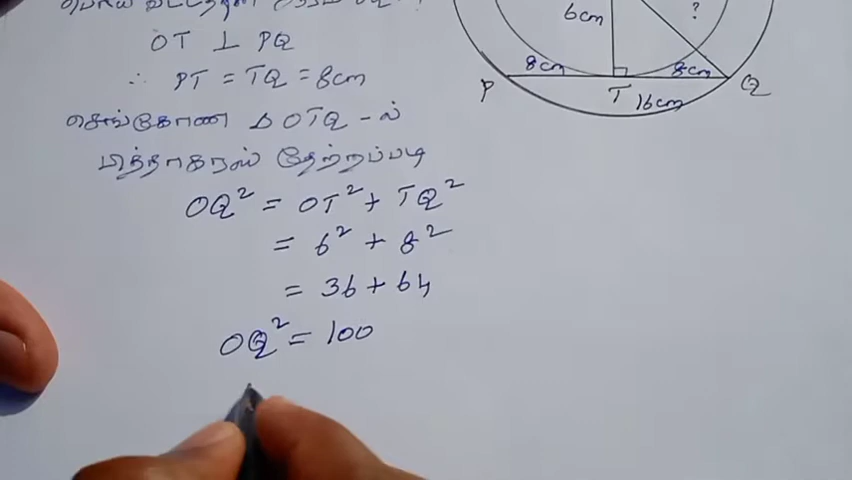 OT ⊥ PQ
∴ PT = TQ = 8cm
செங்கோண Δ OTQ-ல்
பித்தாகரஸ் தேற்றப்படி
OQ² = OT² + TQ²
= 6² + 8²
= 36 + 64
OQ² = 100
6cm
?
8cm
8cm
P
T
16cm
Q